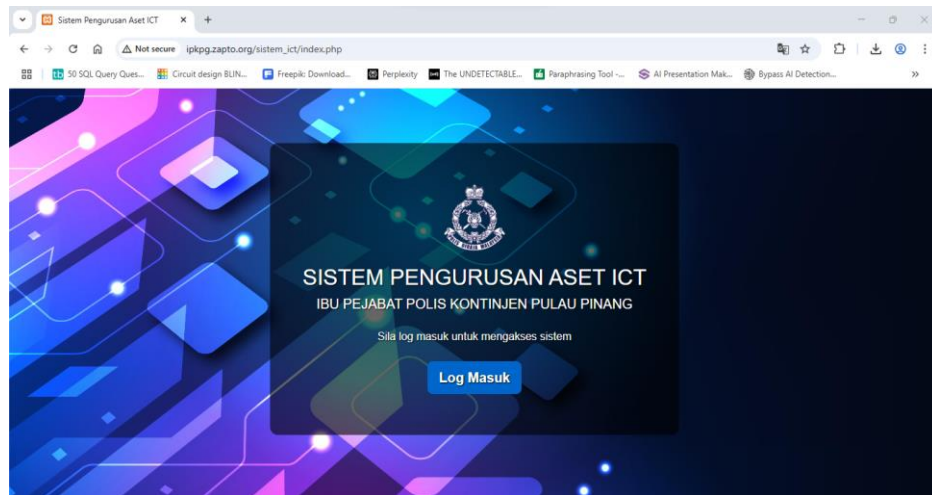 Sistem Pengurusan Aset ICT
Not secure ipkpg.zapto.org/sistem_ict/index.php
50 SQL Query Ques... Circuit design BLIN... Freepik: Download... Perplexity The UNDETECTABLE... Paraphrasing Tool -... AI Presentation Mak... Bypass AI Detection...
SISTEM PENGURUSAN ASET ICT
IBU PEJABAT POLIS KONTINJEN PULAU PINANG
Sila log masuk untuk mengakses sistem
Log Masuk